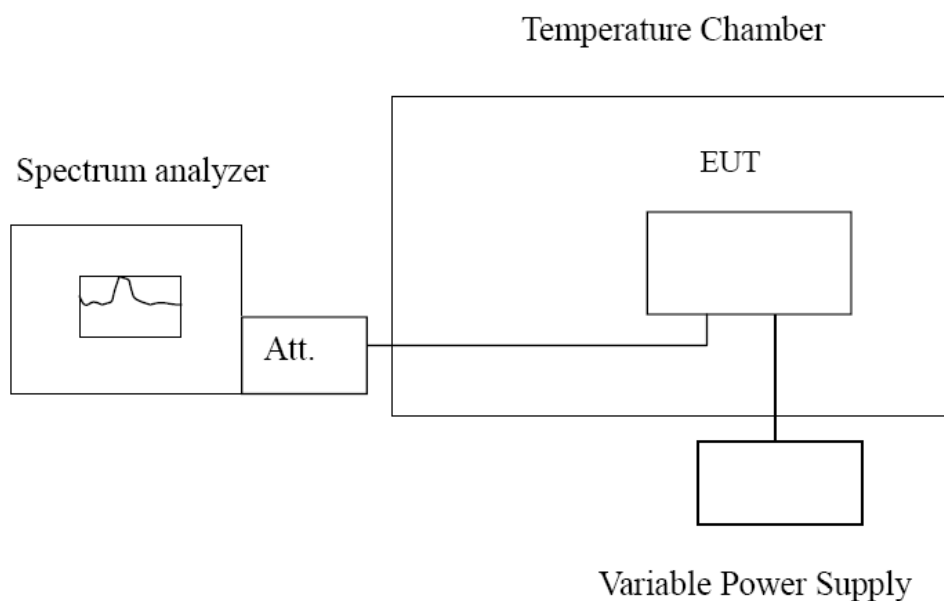 Temperature Chamber
Spectrum analyzer
EUT
Att.
Variable Power Supply